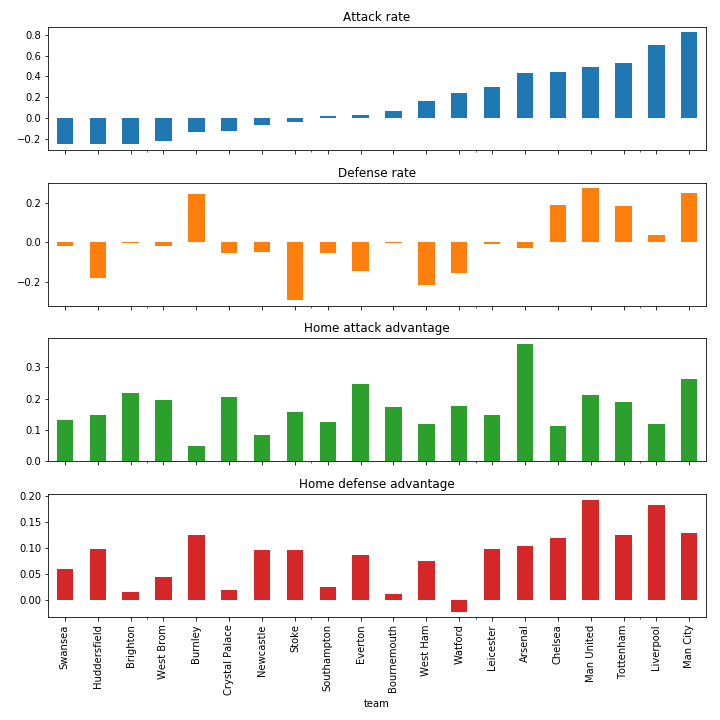 Attack rate
0.8
0.6
0.4
0.2
0.0
−0.2
Defense rate
0.2
0.0
−0.2
Home attack advantage
0.3
0.2
0.1
0.0
Home defense advantage
0.20
0.15
0.10
0.05
0.00
Swansea
Huddersfield
Brighton
West Brom
Burnley
Crystal Palace
Newcastle
Stoke
Southampton
Everton
Bournemouth
West Ham
Watford
Leicester
Arsenal
Chelsea
Man United
Tottenham
Liverpool
Man City
team